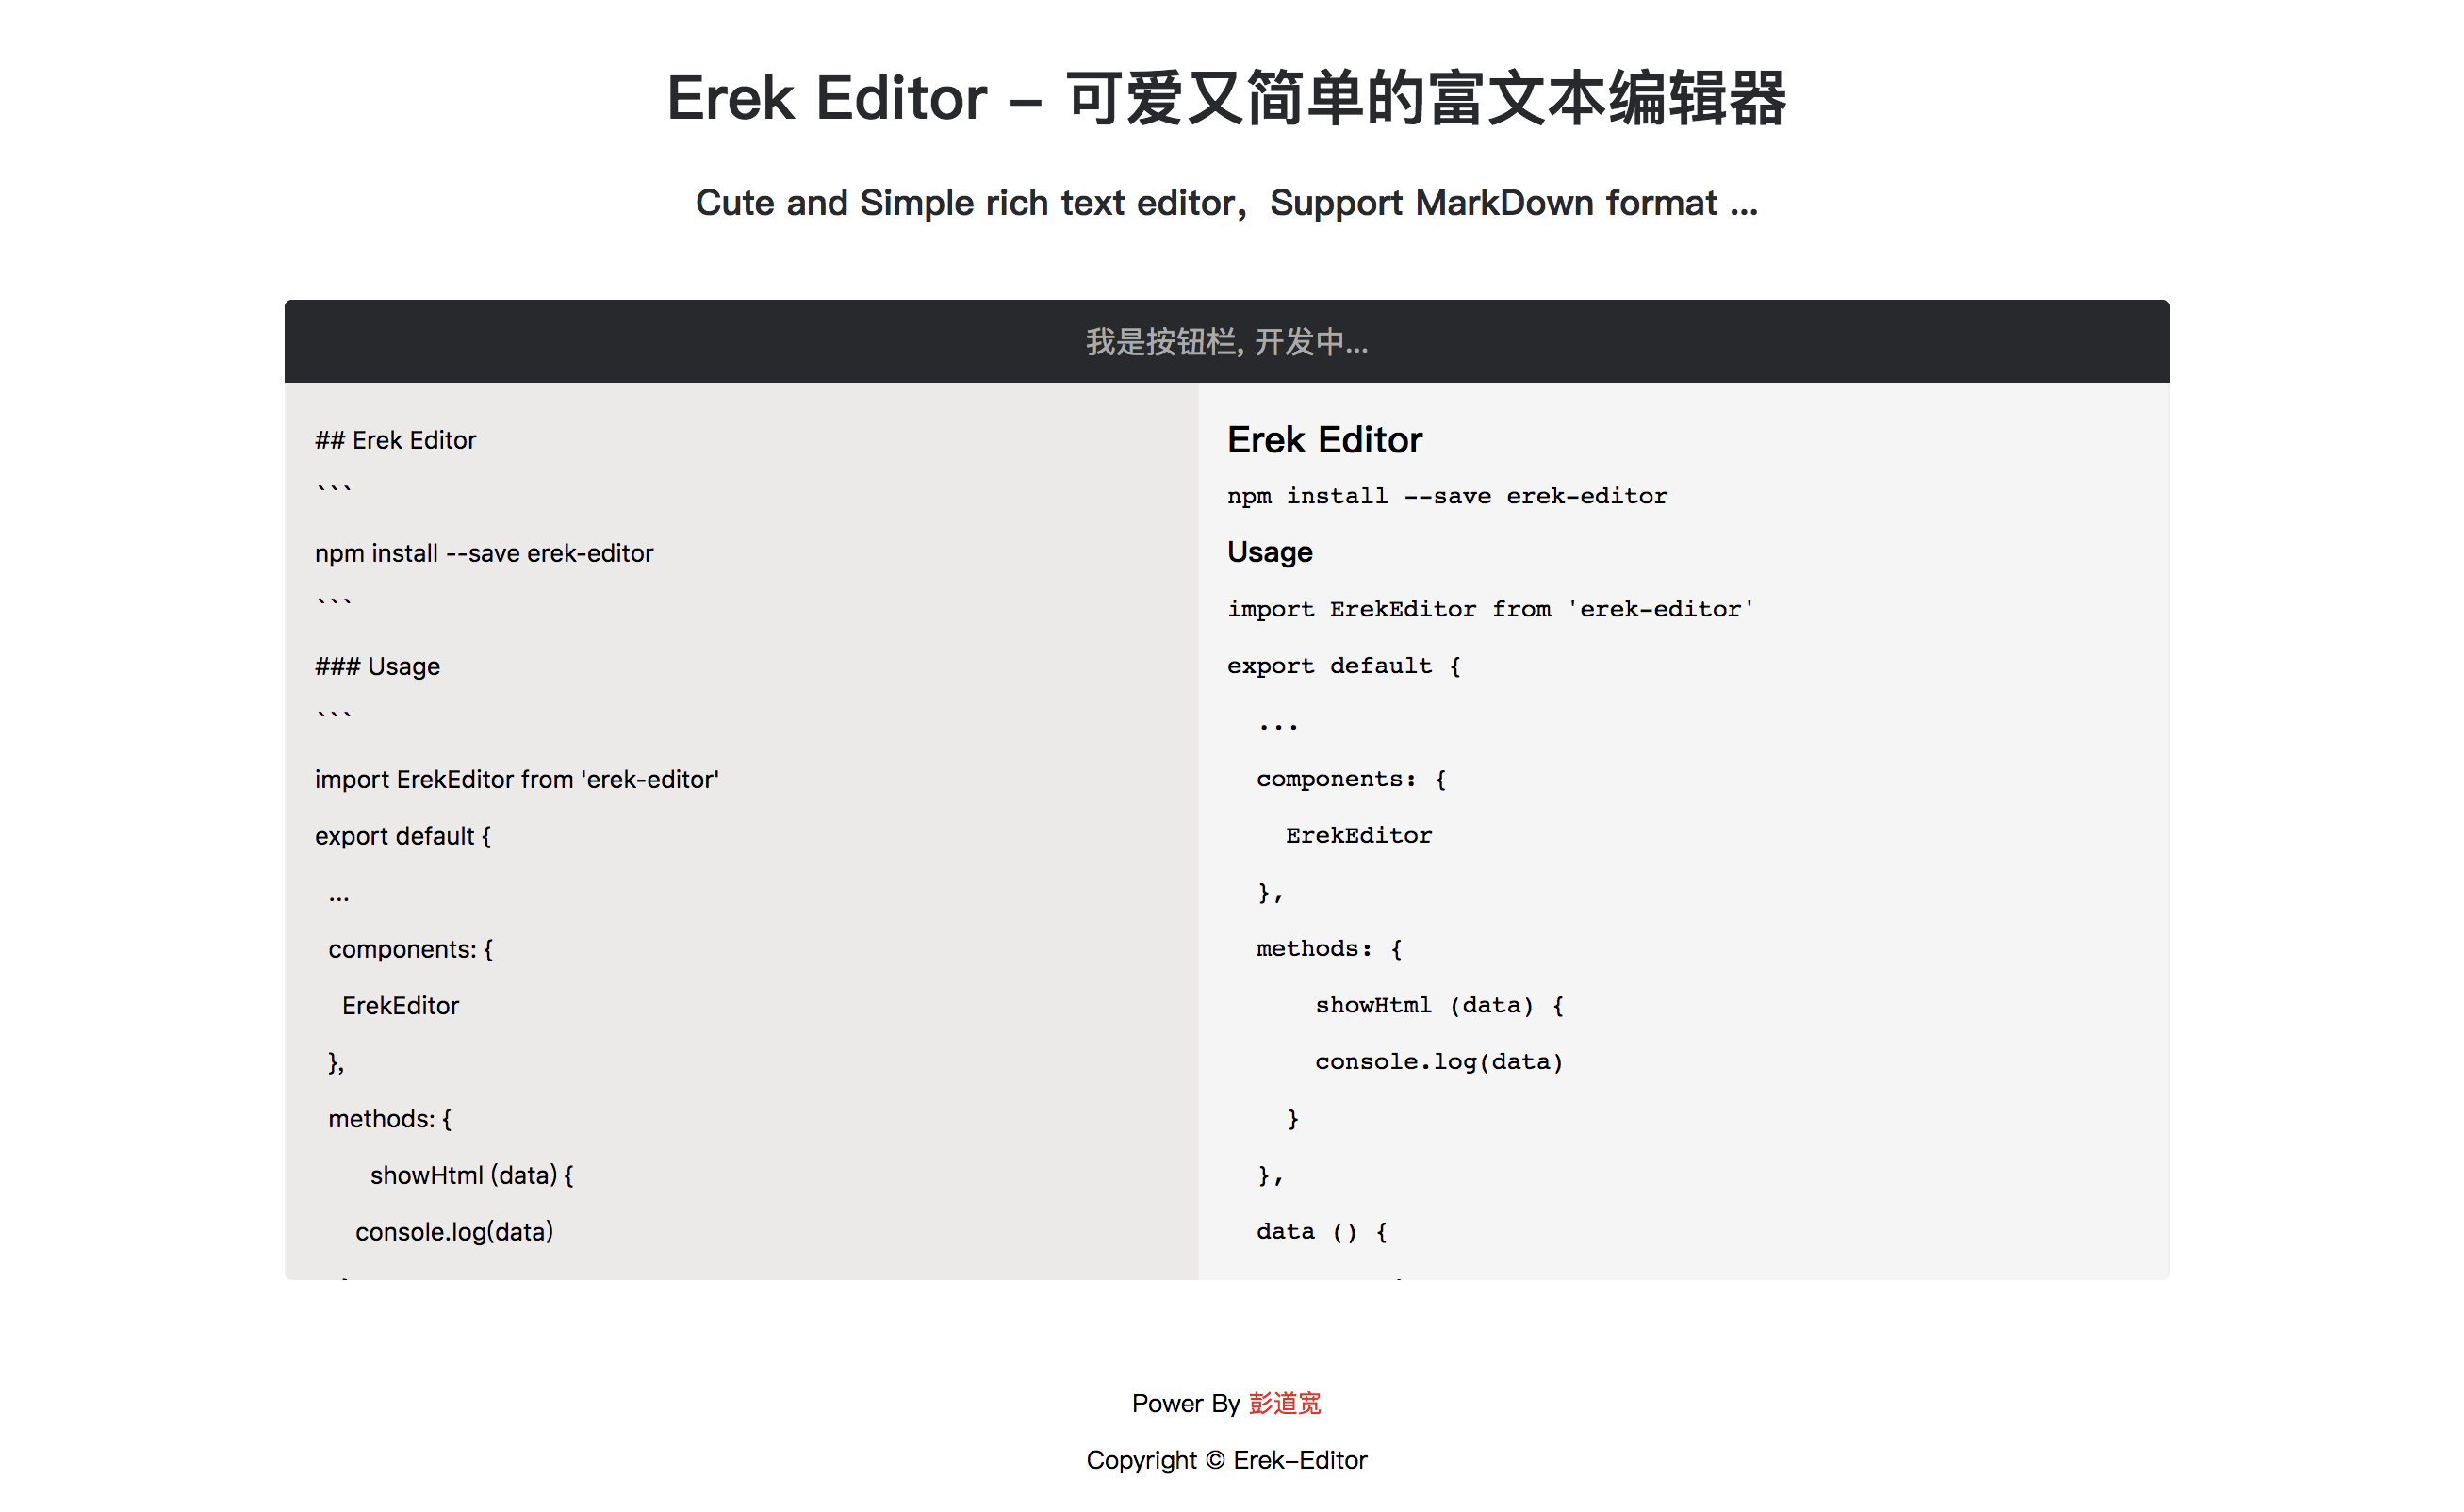 Erek Editor – 可爱又简单的富文本编辑器
Cute and Simple rich text editor，Support MarkDown format ...
我是按钮栏, 开发中...
## Erek Editor
```
npm install --save erek-editor
```
### Usage
```
import ErekEditor from 'erek-editor'
export default {
  ...
  components: {
    ErekEditor
  },
  methods: {
        showHtml (data) {
      console.log(data)
Erek Editor
npm install --save erek-editor
Usage
import ErekEditor from 'erek-editor'
export default {
  ...
  components: {
    ErekEditor
  },
  methods: {
      showHtml (data) {
      console.log(data)
    }
  },
  data () {
Power By 彭道宽
Copyright © Erek-Editor